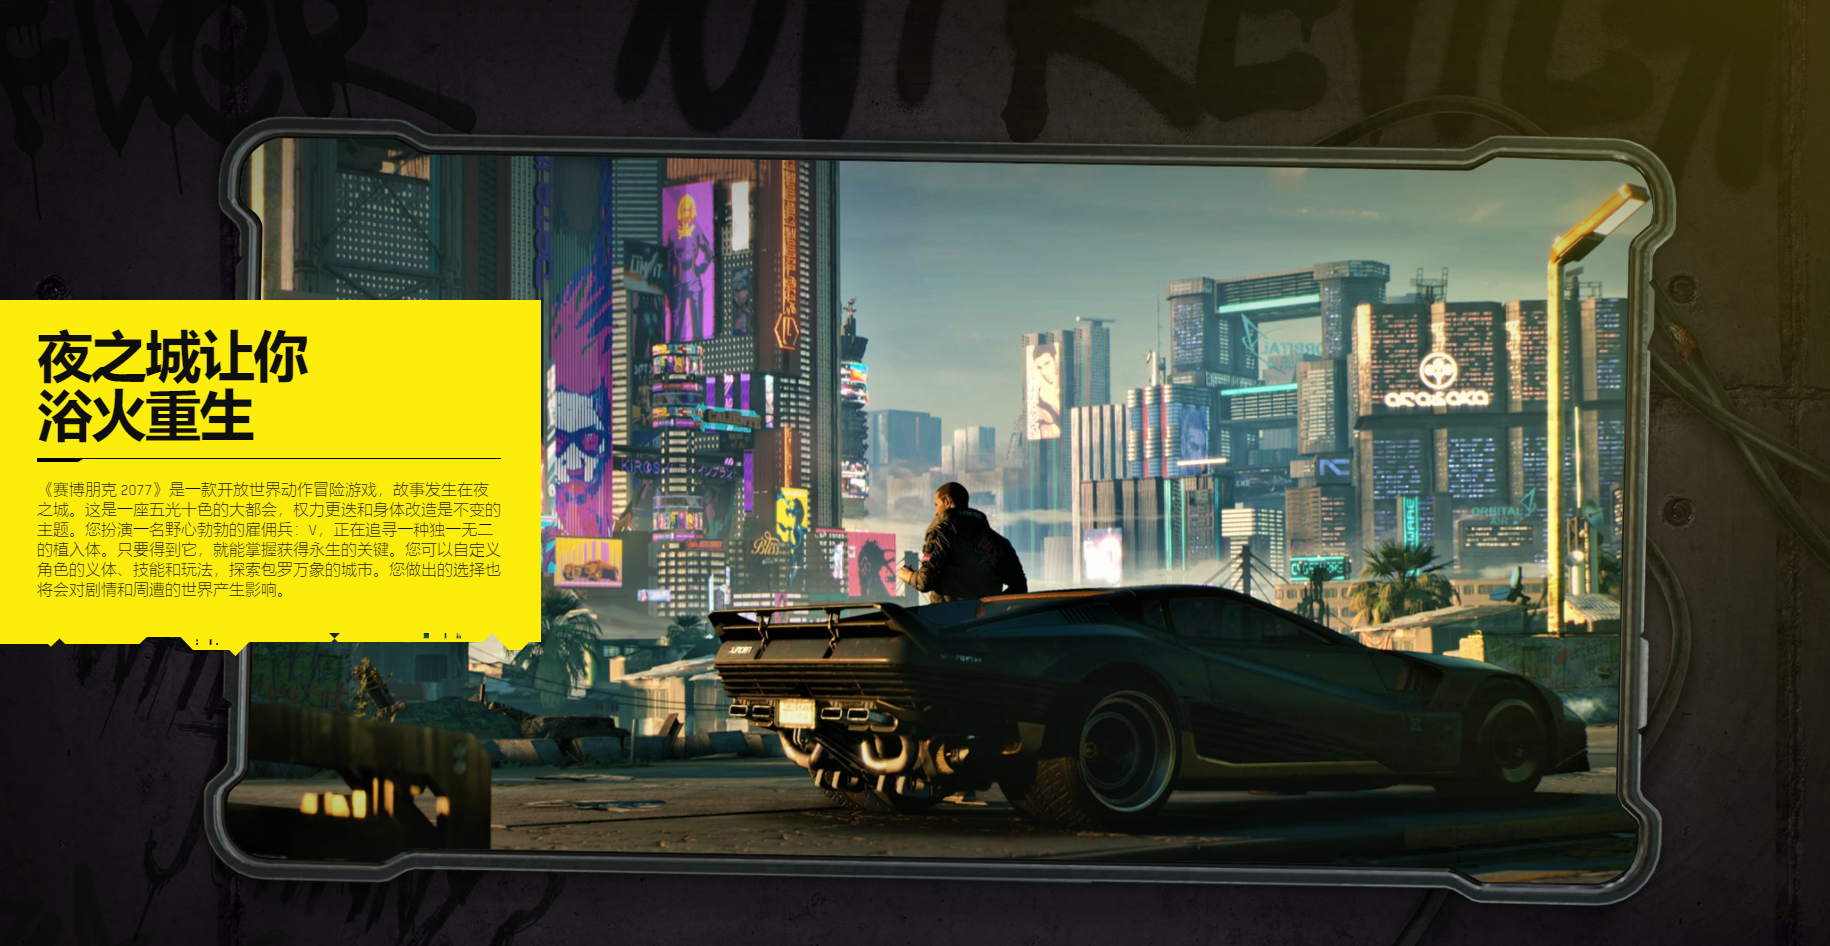 夜之城让你
浴火重生
《赛博朋克 2077》是一款开放世界动作冒险游戏，故事发生在夜
之城。这是一座五光十色的大都会，权力更迭和身体改造是不变的
主题。您扮演一名野心勃勃的雇佣兵：V，正在追寻一种独一无二
的植入体。只要得到它，就能掌握获得永生的关键。您可以自定义
角色的义体、技能和玩法，探索包罗万象的城市。您做出的选择也
将会对剧情和周遭的世界产生影响。
ORBITAL
arasaka
KIROSHI
ORBITAL
AIR
Bliss